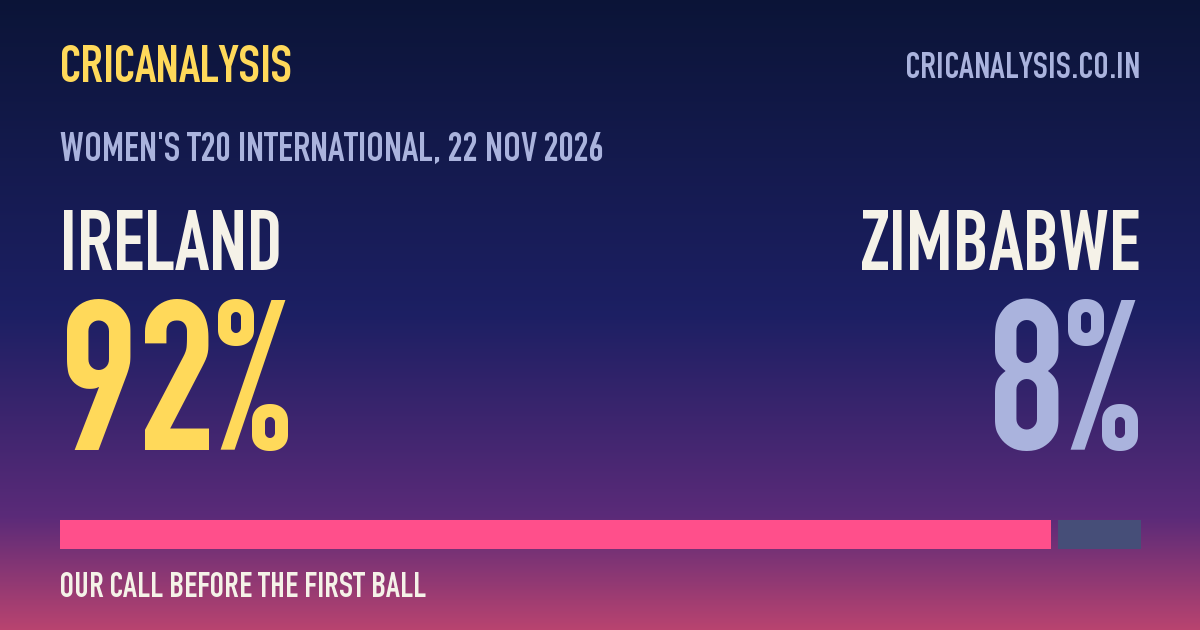 CRICANALYSIS
CRICANALYSIS.CO.IN
WOMEN'S T20 INTERNATIONAL, 22 NOV 2026
IRELAND
ZIMBABWE
92%
8%
OUR CALL BEFORE THE FIRST BALL